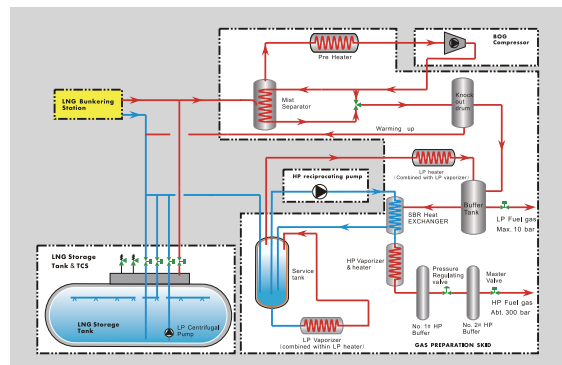 BOG
Compressor
Pre Heater
LNG Bunkering
Station
Mist
Separator
Knock
out
drum
Warming up
LP heater
(Combined with LP vaporizer)
HP reciprocating pump
Buffer
Tank
SBR Heat
EXCHANGER
LP Fuel gas
Max. 10 bar
LNG Storage
Tank & TCS
Service
tank
HP Vaporizer
& heater
Pressure
Regulating
valve
Master
Valve
HP Fuel gas
Abt. 300 bar
LNG Storage
Tank
LP Centrifugal
Pump
No. 1# HP
Buffer
No. 2# HP
Buffer
LP Vaporizer
(combined within LP heater)
GAS PREPARATION SKID